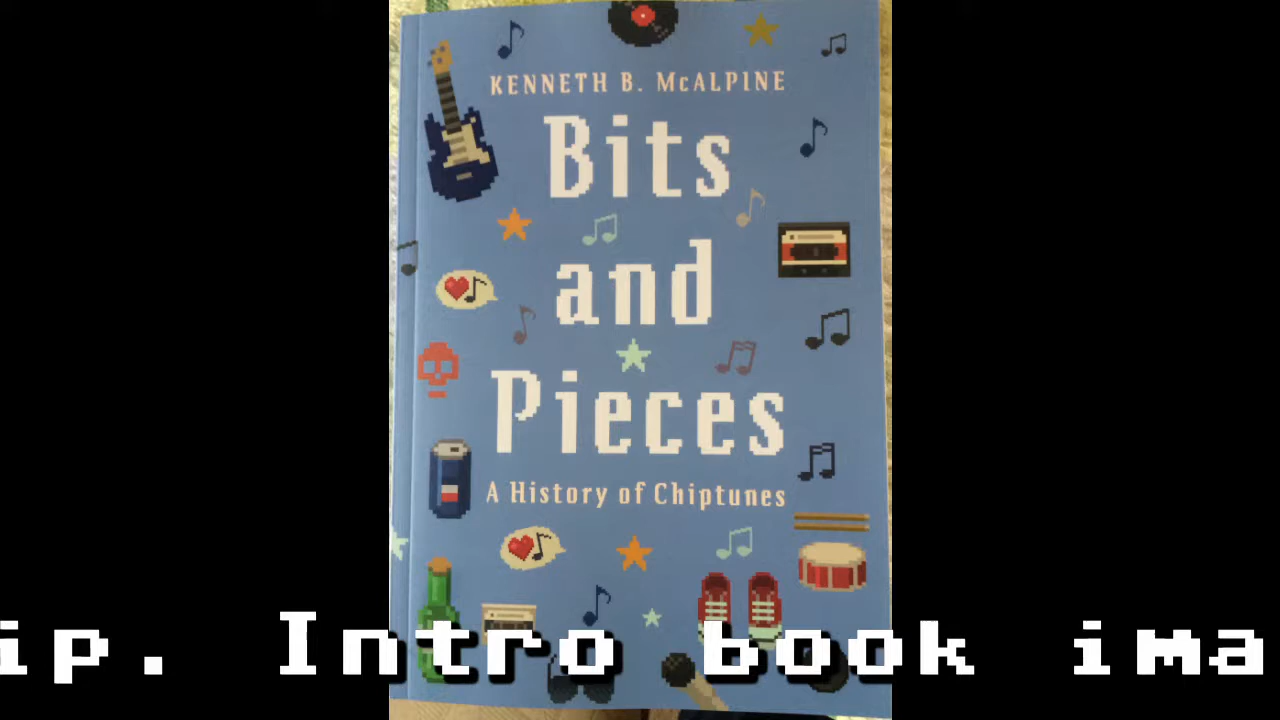 KENNETH B. McALPINE
Bits
and
Pieces
A History of Chiptunes
ip. Intro book ima